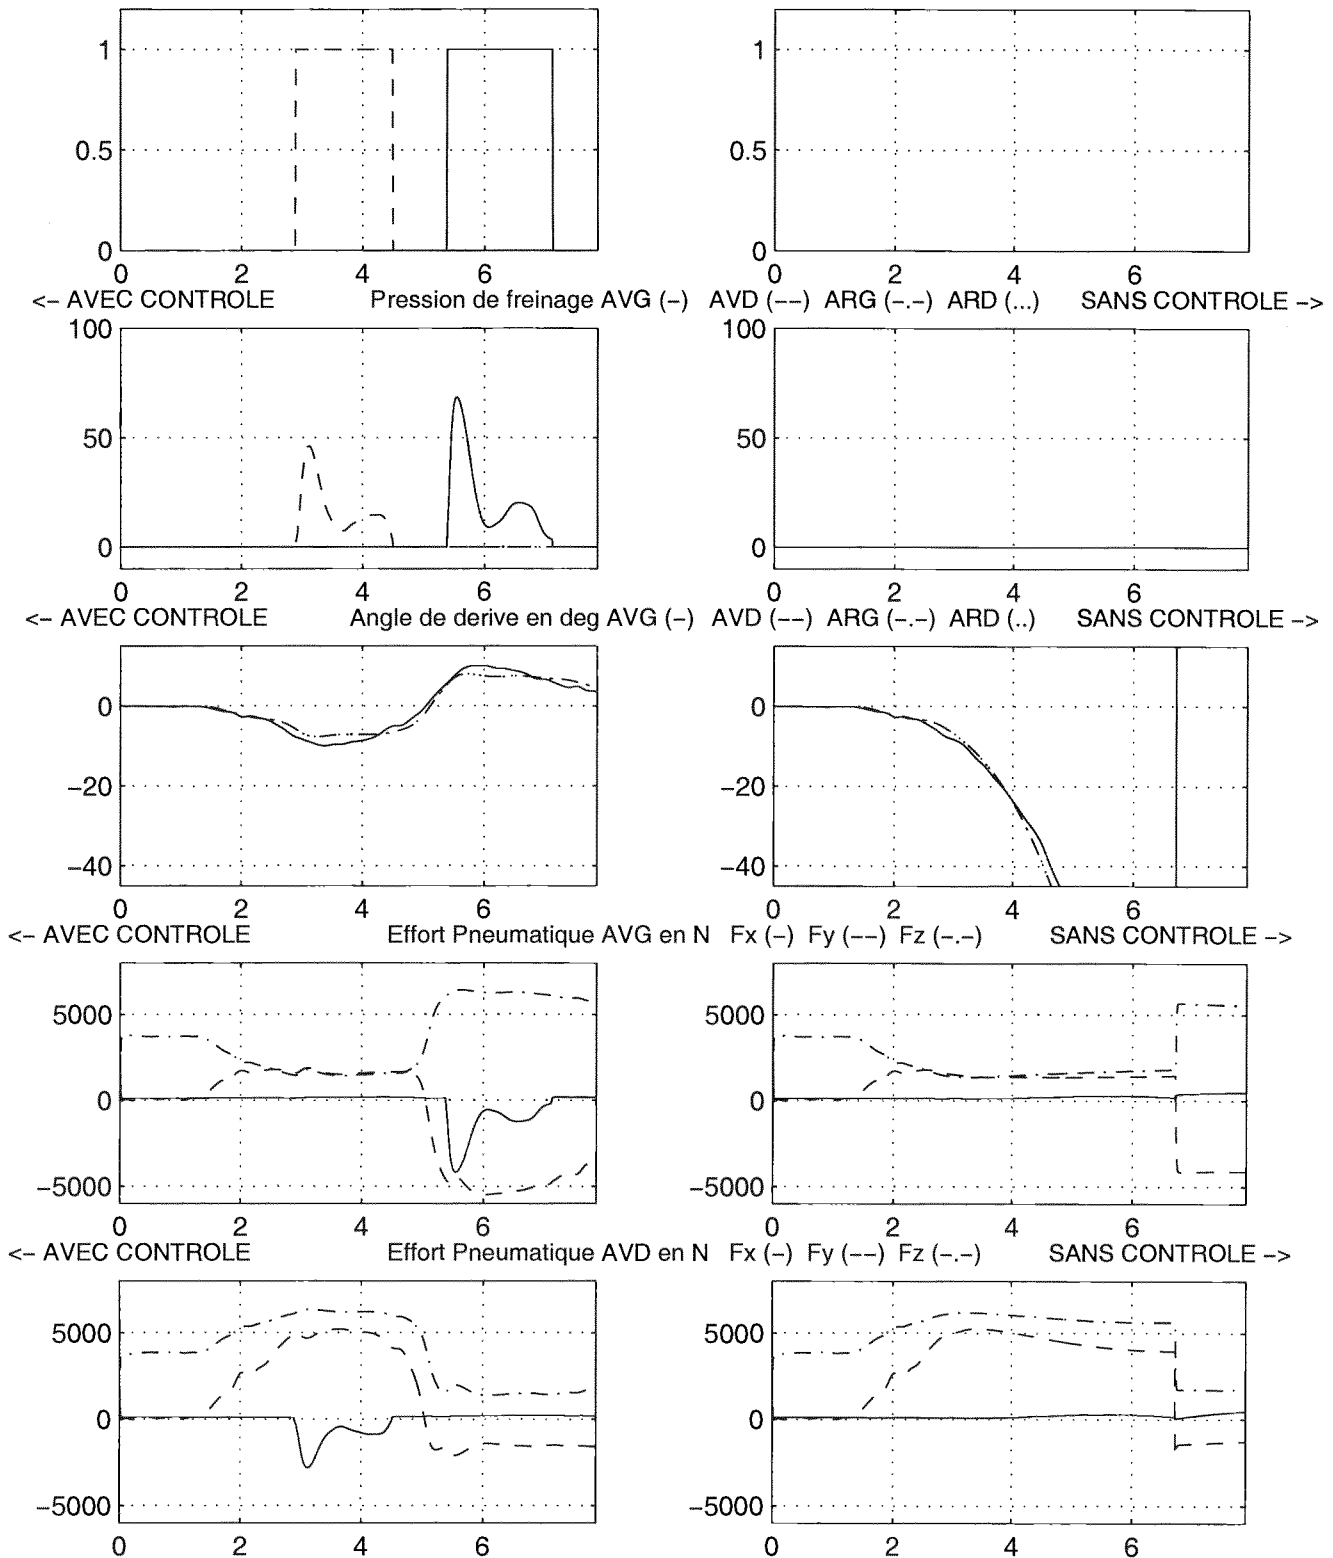 1 1
0.5 0.5
0 0
0 2 4 6 0 2 4 6
<− AVEC CONTROLE Pression de freinage AVG (−) AVD (−−) ARG (−.−) ARD (...) SANS CONTROLE −>
100 100
50 50
0 0
0 2 4 6 0 2 4 6
<− AVEC CONTROLE Angle de derive en deg AVG (−) AVD (−−) ARG (−.−) ARD (..) SANS CONTROLE −>
0 0
−20 −20
−40 −40
0 2 4 6 0 2 4 6
<− AVEC CONTROLE Effort Pneumatique AVG en N Fx (−) Fy (−−) Fz (−.−) SANS CONTROLE −>
5000 5000
0 0
−5000 −5000
0 2 4 6 0 2 4 6
<− AVEC CONTROLE Effort Pneumatique AVD en N Fx (−) Fy (−−) Fz (−.−) SANS CONTROLE −>
5000 5000
0 0
−5000 −5000
0 2 4 6 0 2 4 6